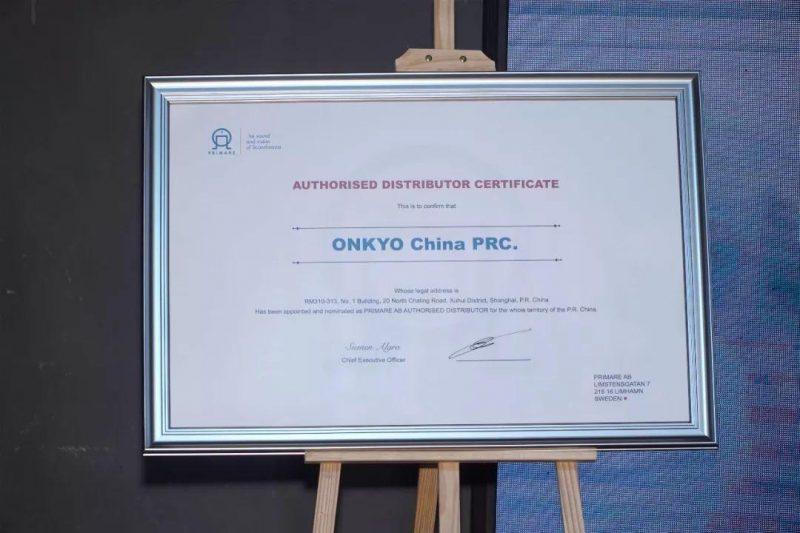 PRIMARE
the sound
and vision
of Scandinavia
AUTHORISED DISTRIBUTOR CERTIFICATE
This is to confirm that
ONKYO China PRC.
Whose legal address is
RM310-313, No. 1 Building, 20 North Chaling Road, Xuhui District, Shanghai, P.R. China
Has been appointed and nominated as PRIMARE AB AUTHORISED DISTRIBUTOR for the whole territory of the P.R. China.
Chief Executive Officer
PRIMARE AB
LIMSTENSGATAN 7
216 16 LIMHAMN
SWEDEN